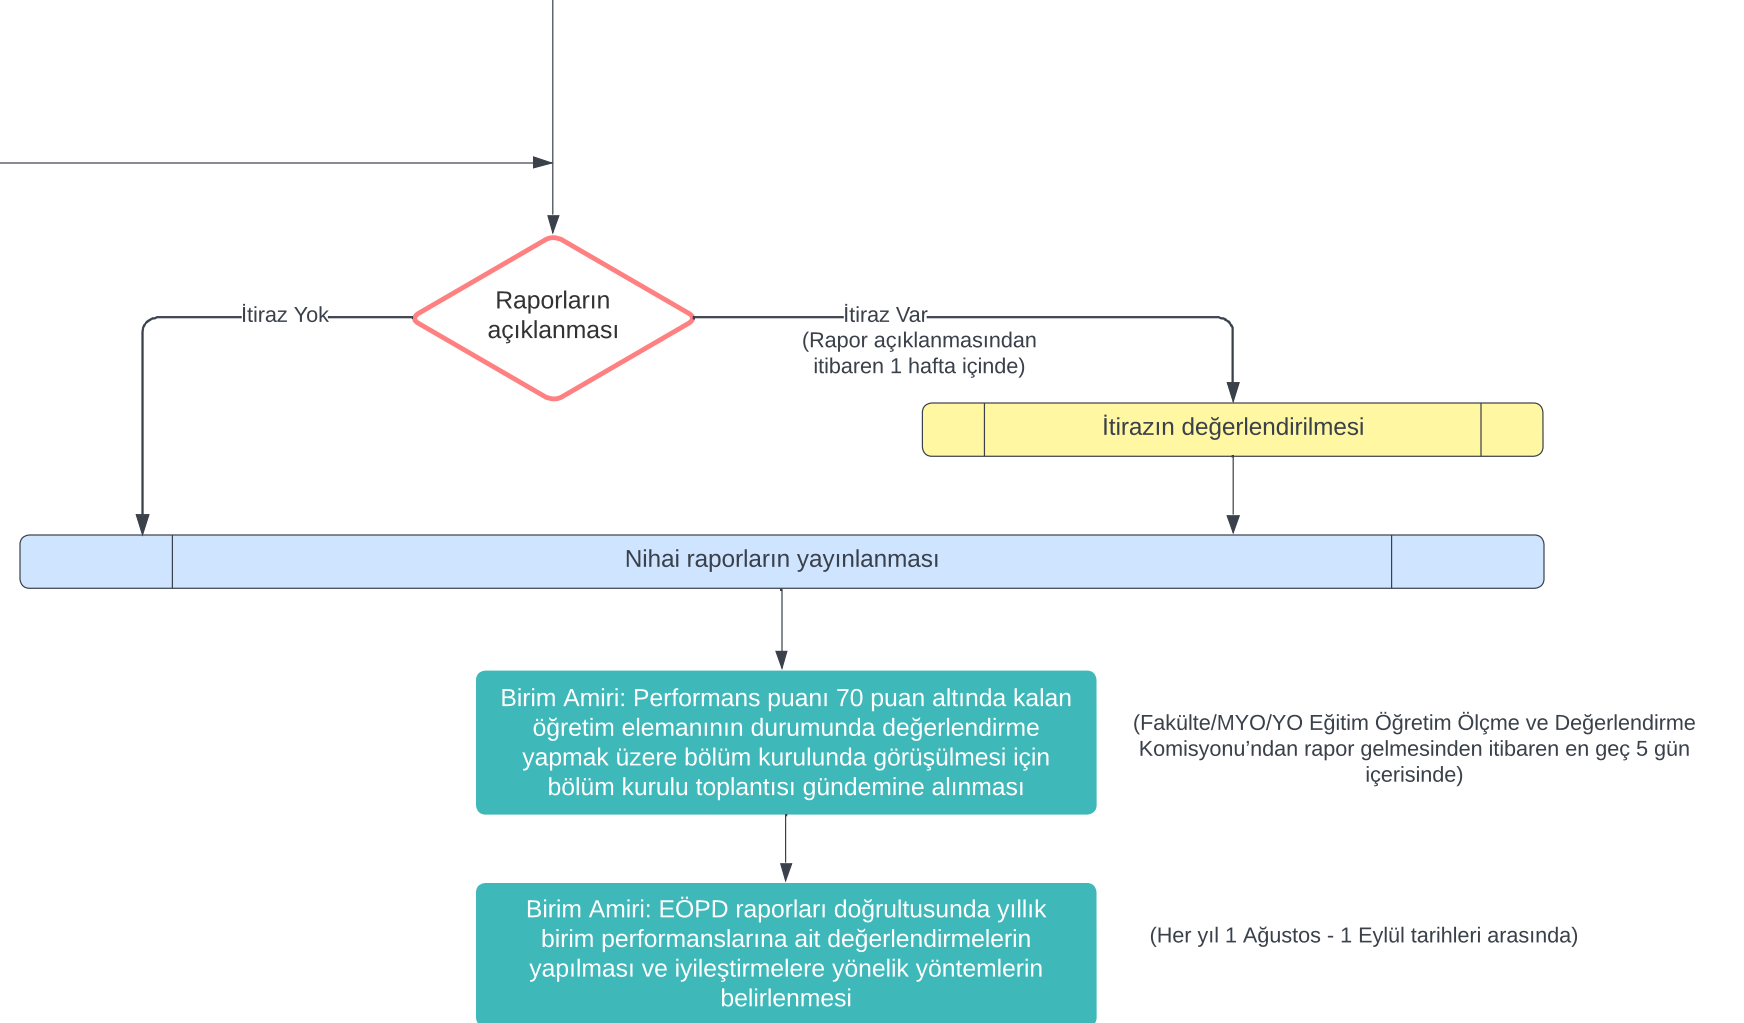 Raporların
açıklanması
İtiraz Yok
İtiraz Var
(Rapor açıklanmasından
itibaren 1 hafta içinde)
İtirazın değerlendirilmesi
Nihai raporların yayınlanması
Birim Amiri: Performans puanı 70 puan altında kalan
öğretim elemanının durumunda değerlendirme
yapmak üzere bölüm kurulunda görüşülmesi için
bölüm kurulu toplantısı gündemine alınması
(Fakülte/MYO/YO Eğitim Öğretim Ölçme ve Değerlendirme
Komisyonu’ndan rapor gelmesinden itibaren en geç 5 gün
içerisinde)
Birim Amiri: EÖPD raporları doğrultusunda yıllık
birim performanslarına ait değerlendirmelerin
yapılması ve iyileştirmelere yönelik yöntemlerin
belirlenmesi
(Her yıl 1 Ağustos - 1 Eylül tarihleri arasında)